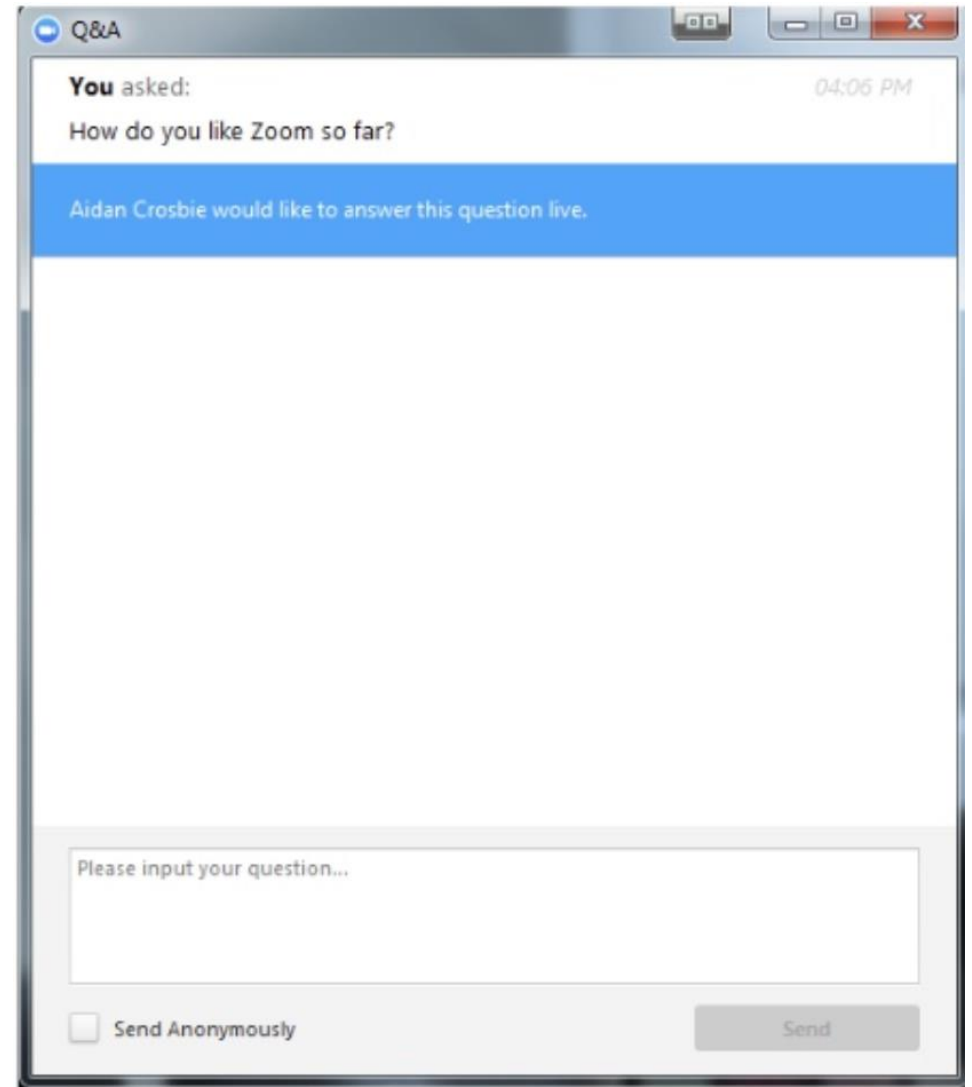 Q&A
You asked: 04:06 PM
How do you like Zoom so far?
Aidan Crosbie would like to answer this question live.
Please input your question...
Send Anonymously Send